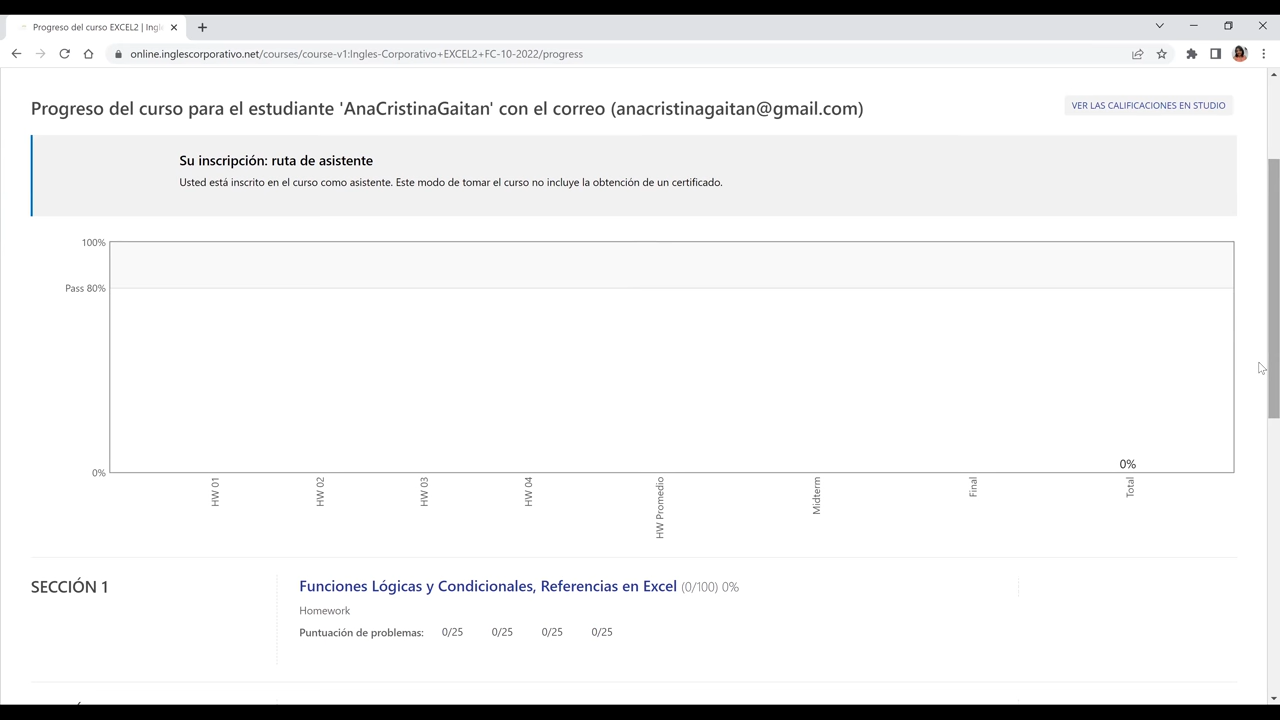 Progreso del curso EXCEL2 | Ingl
online.inglescorporativo.net/courses/course-v1:Ingles-Corporativo+EXCEL2+FC-10-2022/progress
Progreso del curso para el estudiante 'AnaCristinaGaitan' con el correo (anacristinagaitan@gmail.com)
VER LAS CALIFICACIONES EN STUDIO
Su inscripción: ruta de asistente
Usted está inscrito en el curso como asistente. Este modo de tomar el curso no incluye la obtención de un certificado.
100%
Pass 80%
0%
0%
HW 01
HW 02
HW 03
HW 04
HW Promedio
Midterm
Final
Total
SECCIÓN 1
Funciones Lógicas y Condicionales, Referencias en Excel (0/100) 0%
Homework
Puntuación de problemas: 0/25 0/25 0/25 0/25